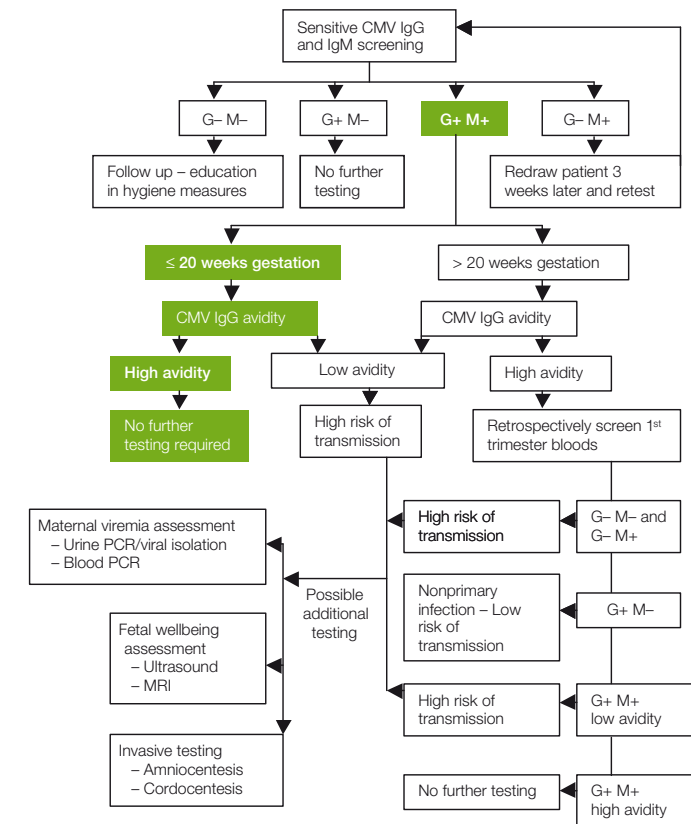 Sensitive CMV IgG
and IgM screening
G– M–
G+ M–
G+ M+
G– M+
Follow up – education
in hygiene measures
No further
testing
Redraw patient 3
weeks later and retest
≤ 20 weeks gestation
> 20 weeks gestation
CMV IgG avidity
CMV IgG avidity
High avidity
Low avidity
High avidity
No further
testing required
High risk of
transmission
Retrospectively screen 1st
trimester bloods
Maternal viremia assessment
– Urine PCR/viral isolation
– Blood PCR
High risk of
transmission
G– M– and
G– M+
Possible
additional
testing
Nonprimary
infection – Low
risk of
transmission
G+ M–
Fetal wellbeing
assessment
– Ultrasound
– MRI
High risk of
transmission
G+ M+
low avidity
Invasive testing
– Amniocentesis
– Cordocentesis
No further testing
G+ M+
high avidity